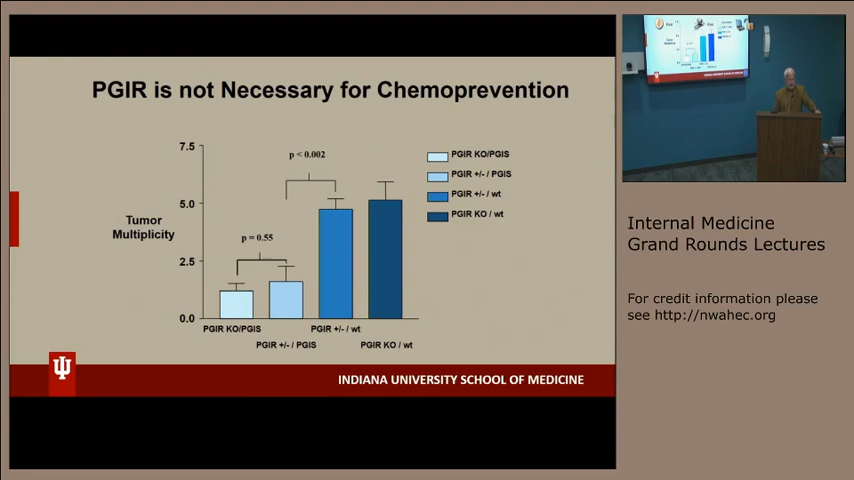 PGIR is not Necessary for Chemoprevention
7.5
5.0
2.5
0.0
Tumor
Multiplicity
p = 0.55
p < 0.002
PGIR KO/PGIS
PGIR +/- / PGIS
PGIR +/- / wt
PGIR KO / wt
PGIR KO/PGIS
PGIR +/- / PGIS
PGIR +/- / wt
PGIR KO / wt
INDIANA UNIVERSITY SCHOOL OF MEDICINE
Internal Medicine
Grand Rounds Lectures
For credit information please
see http://nwahec.org